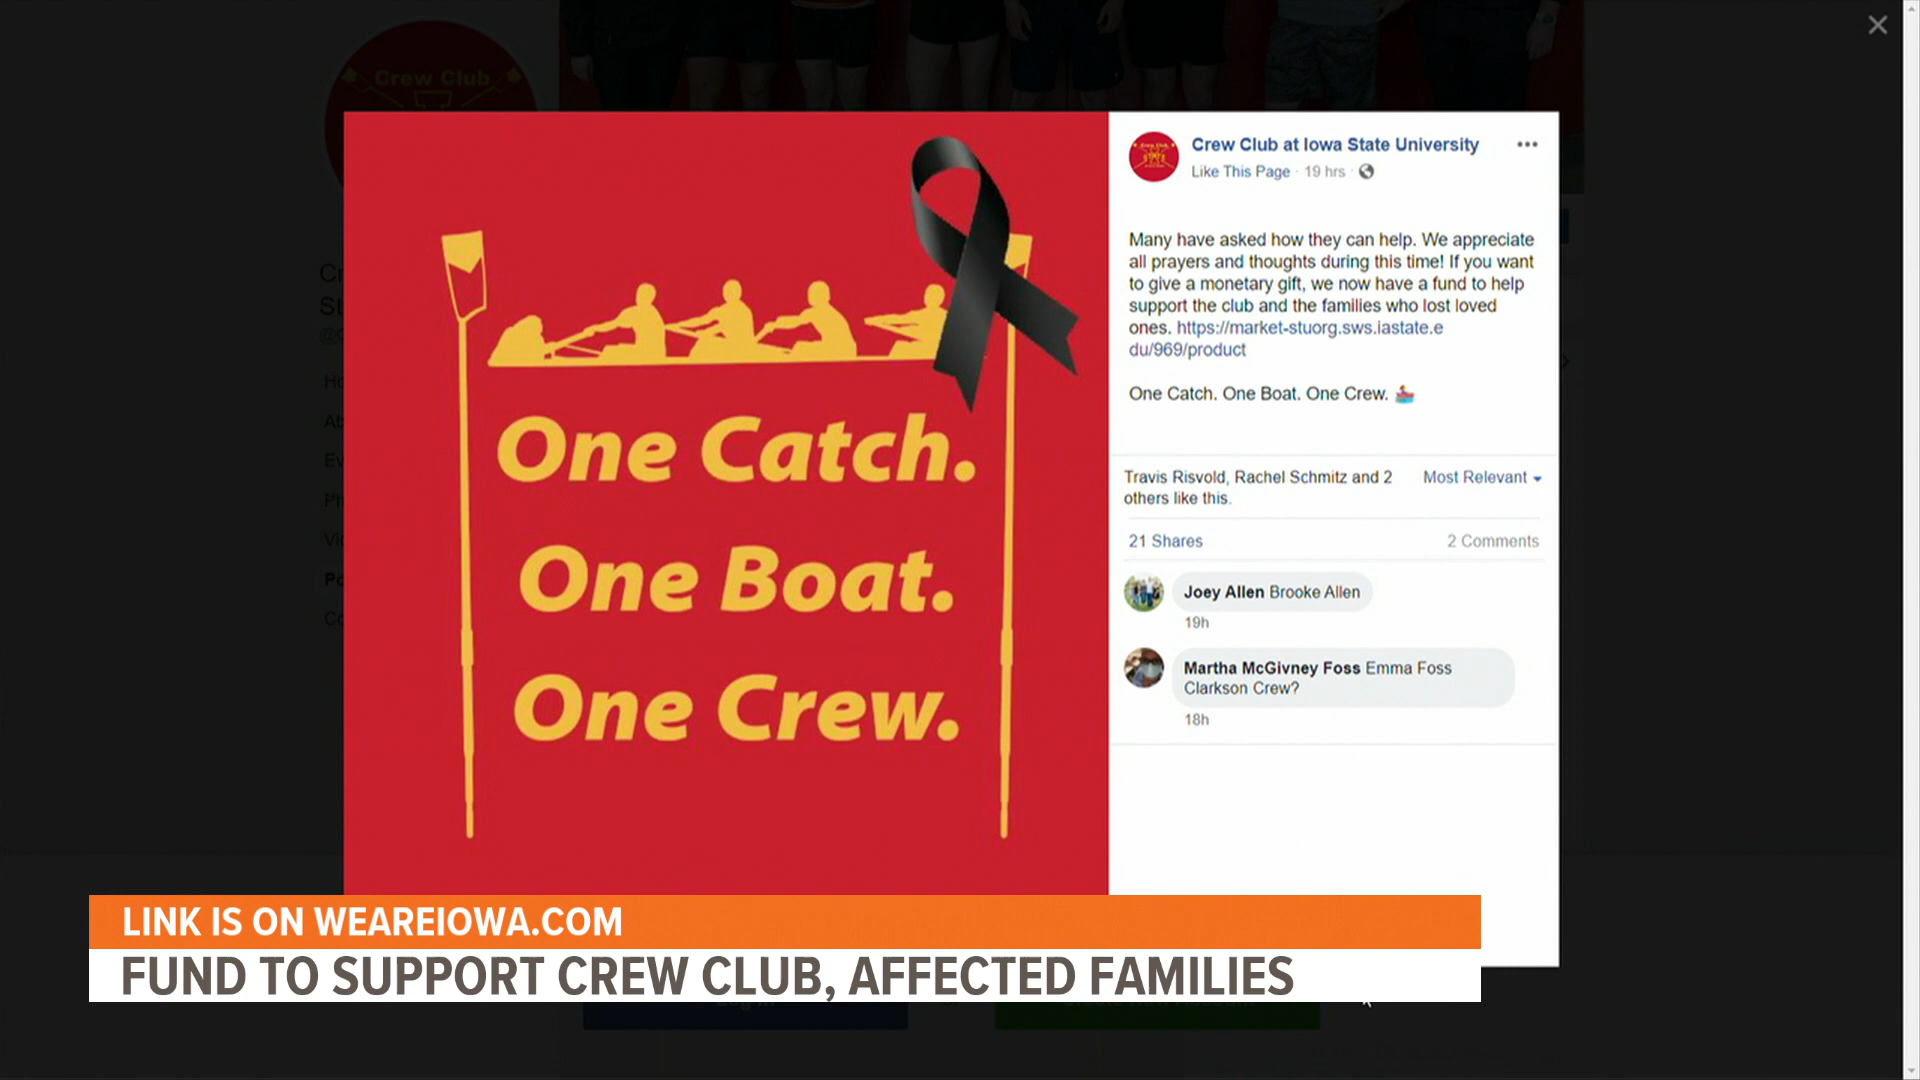 Crew Club
One Catch.
One Boat.
One Crew.
Crew Club at Iowa State University
Like This Page · 19 hrs ·
Many have asked how they can help. We appreciate
all prayers and thoughts during this time! If you want
to give a monetary gift, we now have a fund to help
support the club and the families who lost loved
ones. https://market-stuorg.sws.iastate.e
du/969/product
One Catch. One Boat. One Crew. 🚣
Travis Risvold, Rachel Schmitz and 2
others like this.
Most Relevant
21 Shares
2 Comments
Joey Allen Brooke Allen
19h
Martha McGivney Foss Emma Foss
Clarkson Crew?
18h
LINK IS ON WEAREIOWA.COM
FUND TO SUPPORT CREW CLUB, AFFECTED FAMILIES